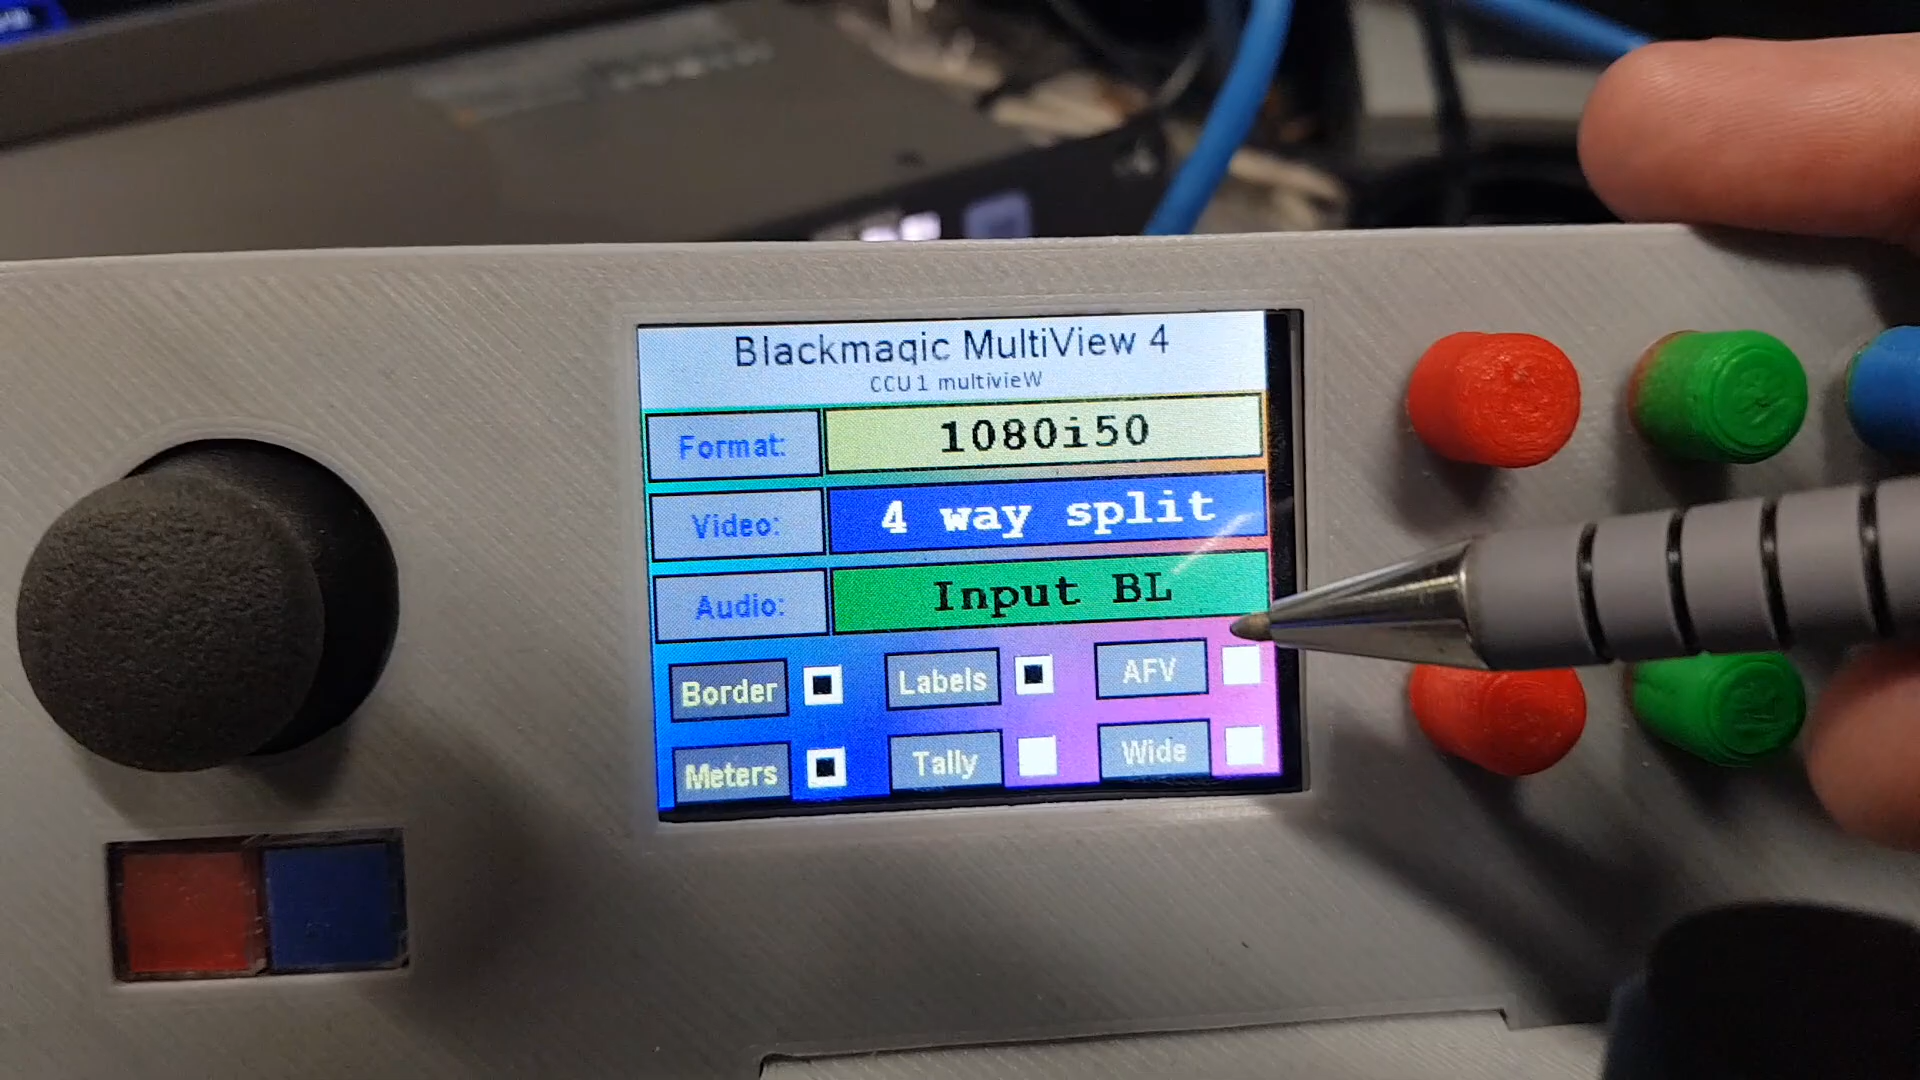 Blackmagic MultiView 4
CCU 1 multivieW
Format: 1080i50
Video: 4 way split
Audio: Input BL
Border Labels AFV
Meters Tally Wide